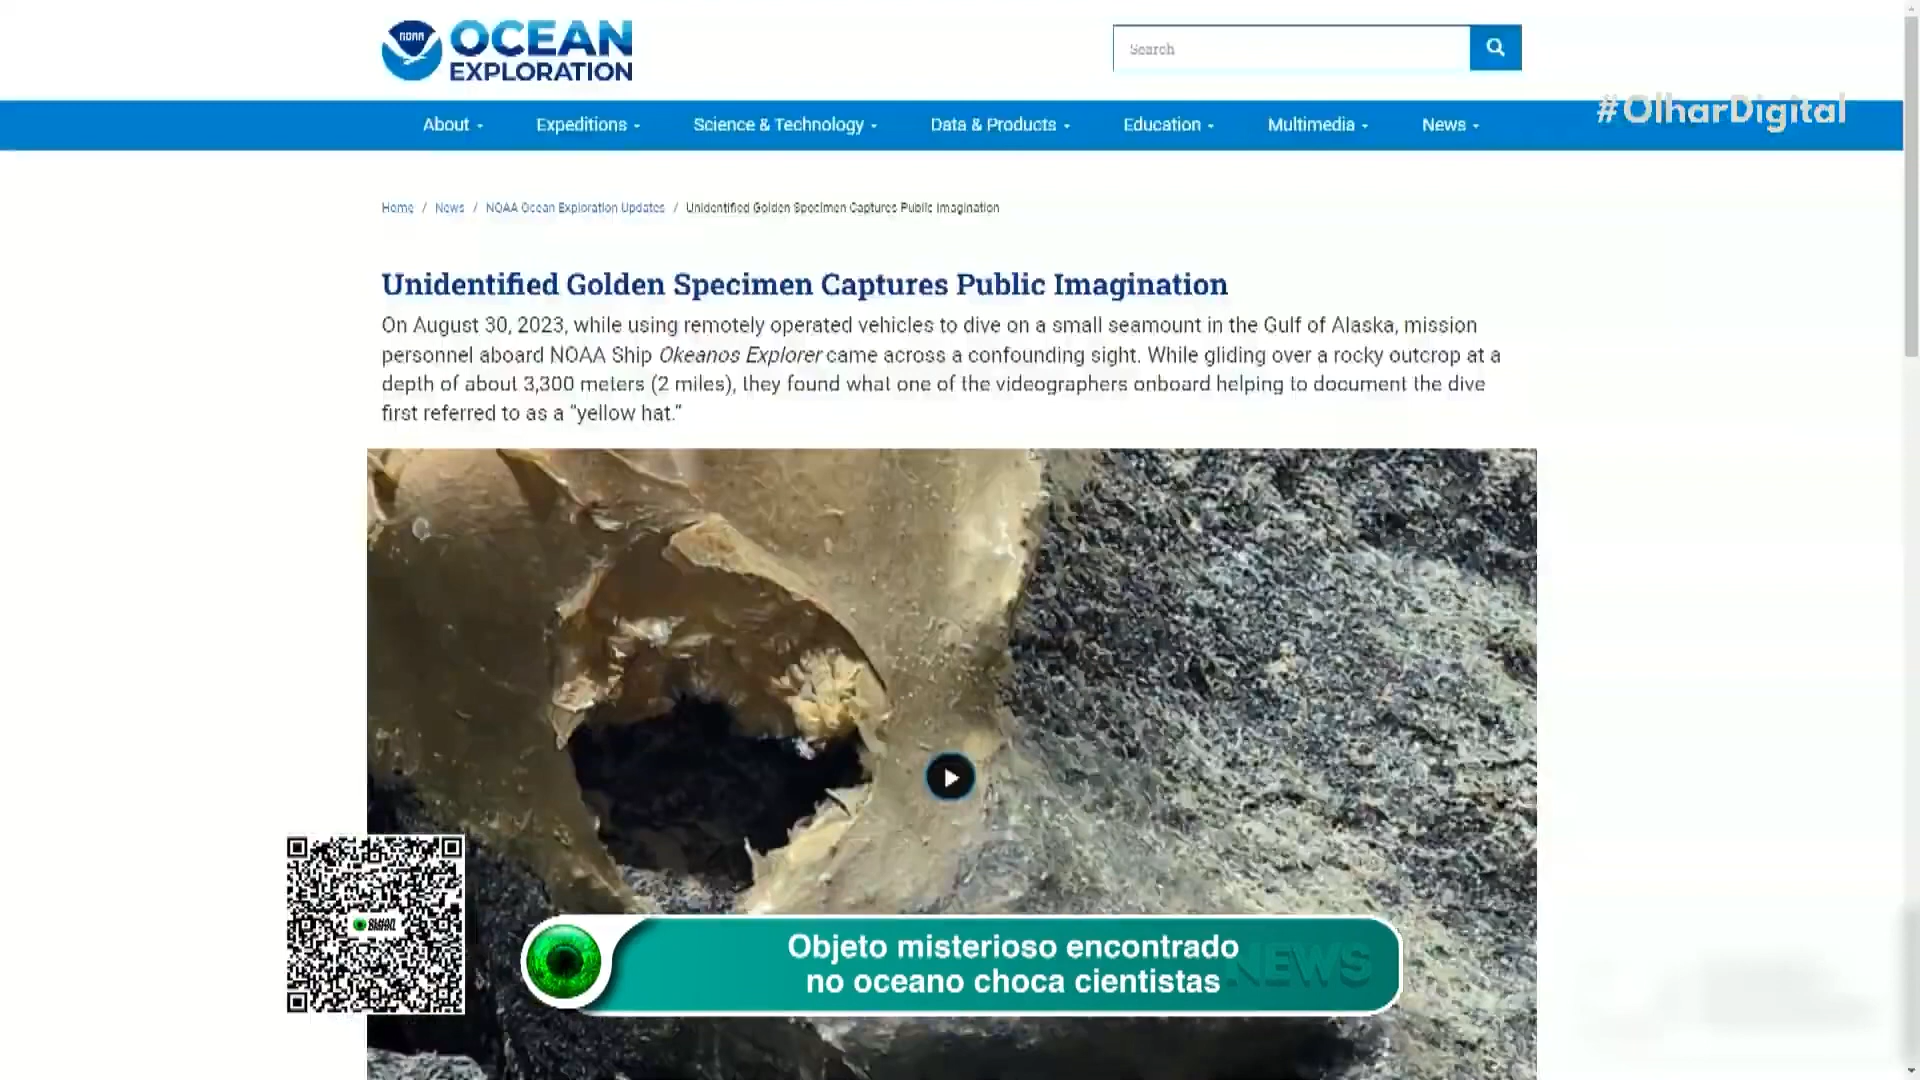 NOAA
OCEAN
EXPLORATION
Search
#OlharDigital
About
Expeditions
Science & Technology
Data & Products
Education
Multimedia
News
Home / News / NOAA Ocean Exploration Updates / Unidentified Golden Specimen Captures Public Imagination
Unidentified Golden Specimen Captures Public Imagination
On August 30, 2023, while using remotely operated vehicles to dive on a small seamount in the Gulf of Alaska, mission
personnel aboard NOAA Ship Okeanos Explorer came across a confounding sight. While gliding over a rocky outcrop at a
depth of about 3,300 meters (2 miles), they found what one of the videographers onboard helping to document the dive
first referred to as a "yellow hat."
Objeto misterioso encontrado
no oceano choca cientistas
NEWS